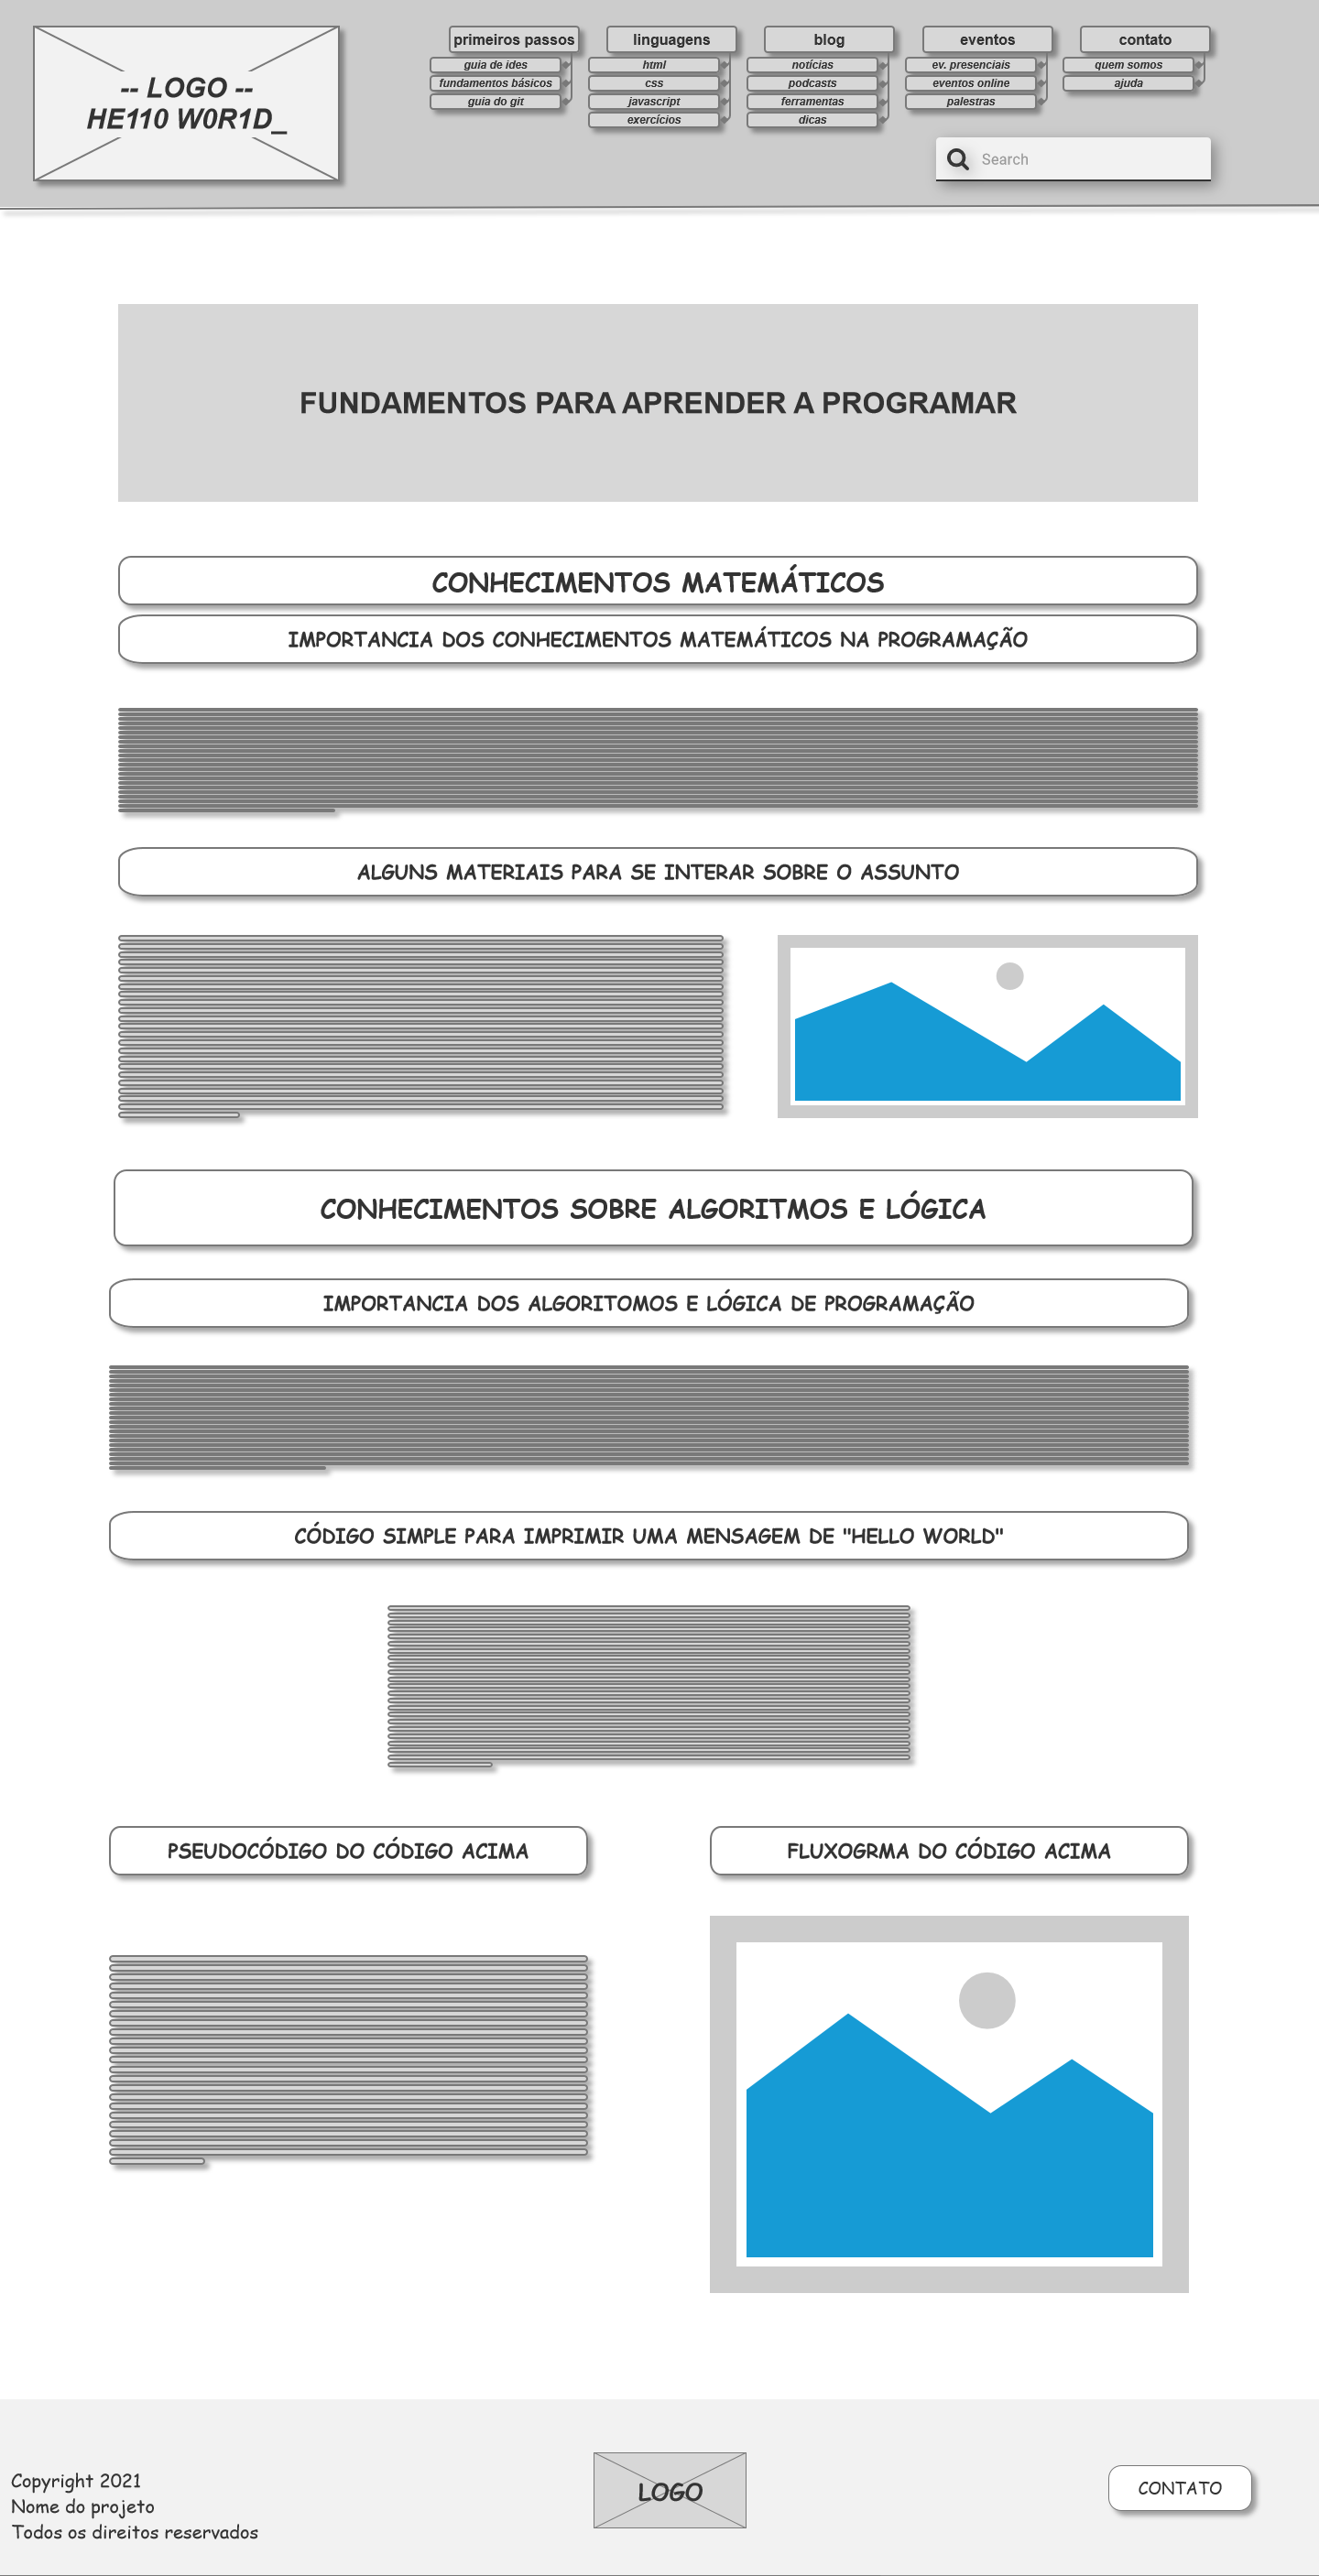 -- LOGO --
HE110 W0R1D_
primeiros passos
guia de ides
fundamentos básicos
guia do git
linguagens
html
css
javascript
exercícios
blog
notícias
podcasts
ferramentas
dicas
eventos
ev. presenciais
eventos online
palestras
contato
quem somos
ajuda
Search
FUNDAMENTOS PARA APRENDER A PROGRAMAR
CONHECIMENTOS MATEMÁTICOS
IMPORTANCIA DOS CONHECIMENTOS MATEMÁTICOS NA PROGRAMAÇÃO
ALGUNS MATERIAIS PARA SE INTERAR SOBRE O ASSUNTO
CONHECIMENTOS SOBRE ALGORITMOS E LÓGICA
IMPORTANCIA DOS ALGORITOMOS E LÓGICA DE PROGRAMAÇÃO
CÓDIGO SIMPLE PARA IMPRIMIR UMA MENSAGEM DE "HELLO WORLD"
PSEUDOCÓDIGO DO CÓDIGO ACIMA
FLUXOGRMA DO CÓDIGO ACIMA
Copyright 2021
Nome do projeto
Todos os direitos reservados
LOGO
CONTATO